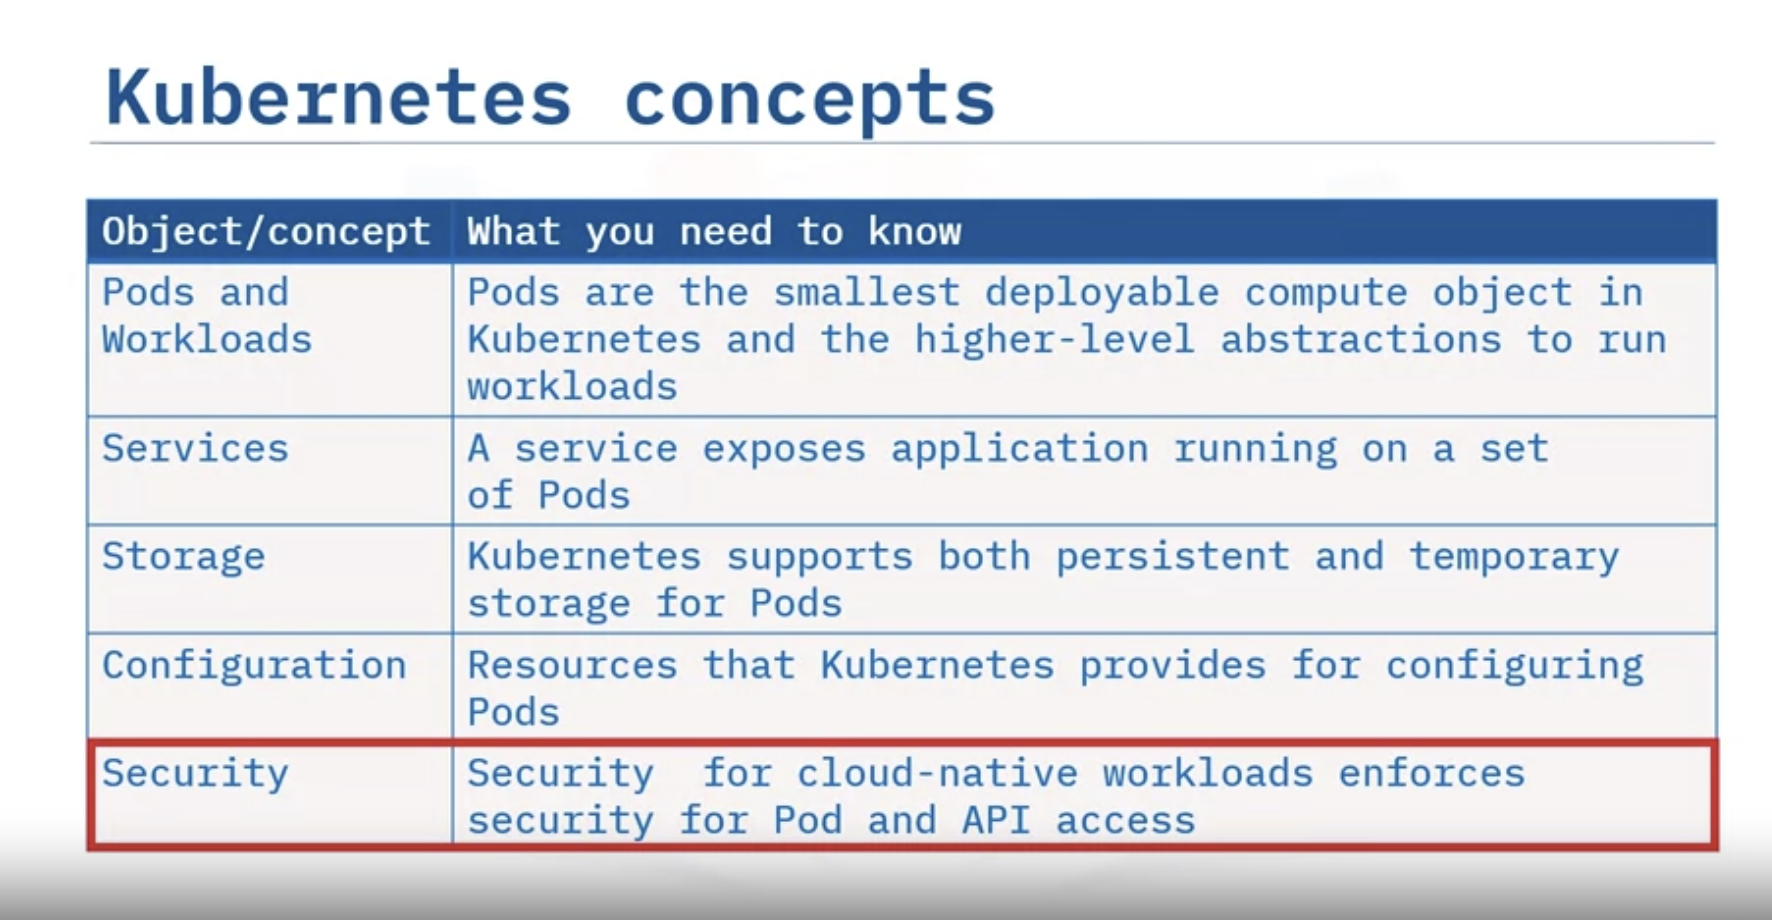 Kubernetes concepts
Object/concept What you need to know
Pods and
Workloads
Pods are the smallest deployable compute object in
Kubernetes and the higher-level abstractions to run
workloads
Services
A service exposes application running on a set
of Pods
Storage
Kubernetes supports both persistent and temporary
storage for Pods
Configuration
Resources that Kubernetes provides for configuring
Pods
Security
Security  for cloud-native workloads enforces
security for Pod and API access